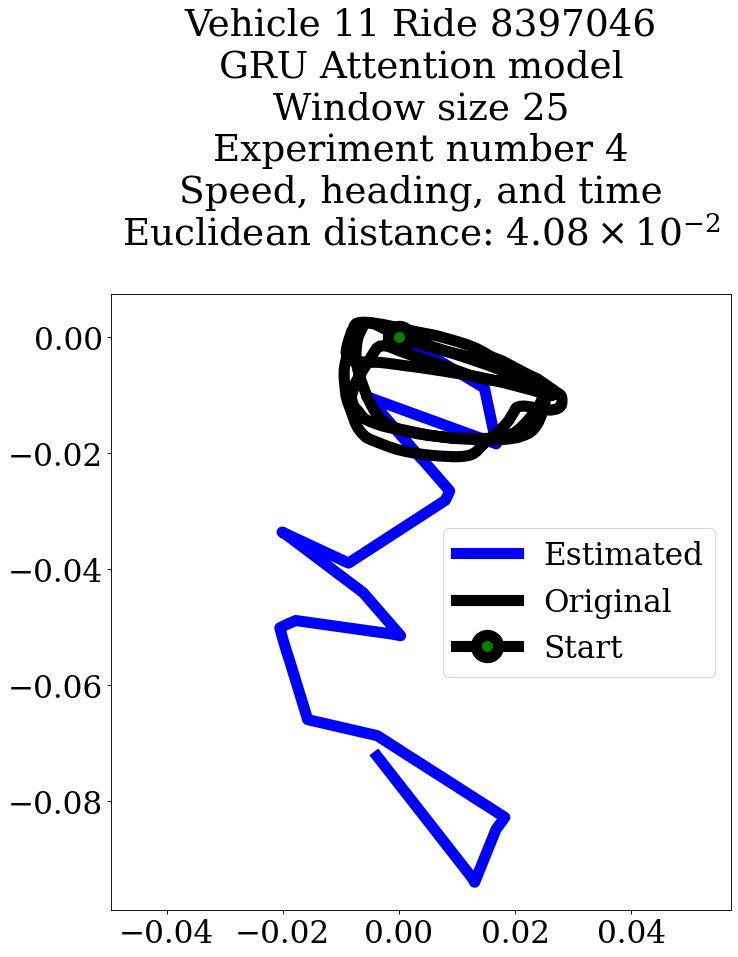 Vehicle 11 Ride 8397046
GRU Attention model
Window size 25
Experiment number 4
Speed, heading, and time
Euclidean distance: 4.08 × 10⁻²
0.00
−0.02
−0.04
Estimated
Original
Start
−0.06
−0.08
−0.04 −0.02 0.00 0.02 0.04